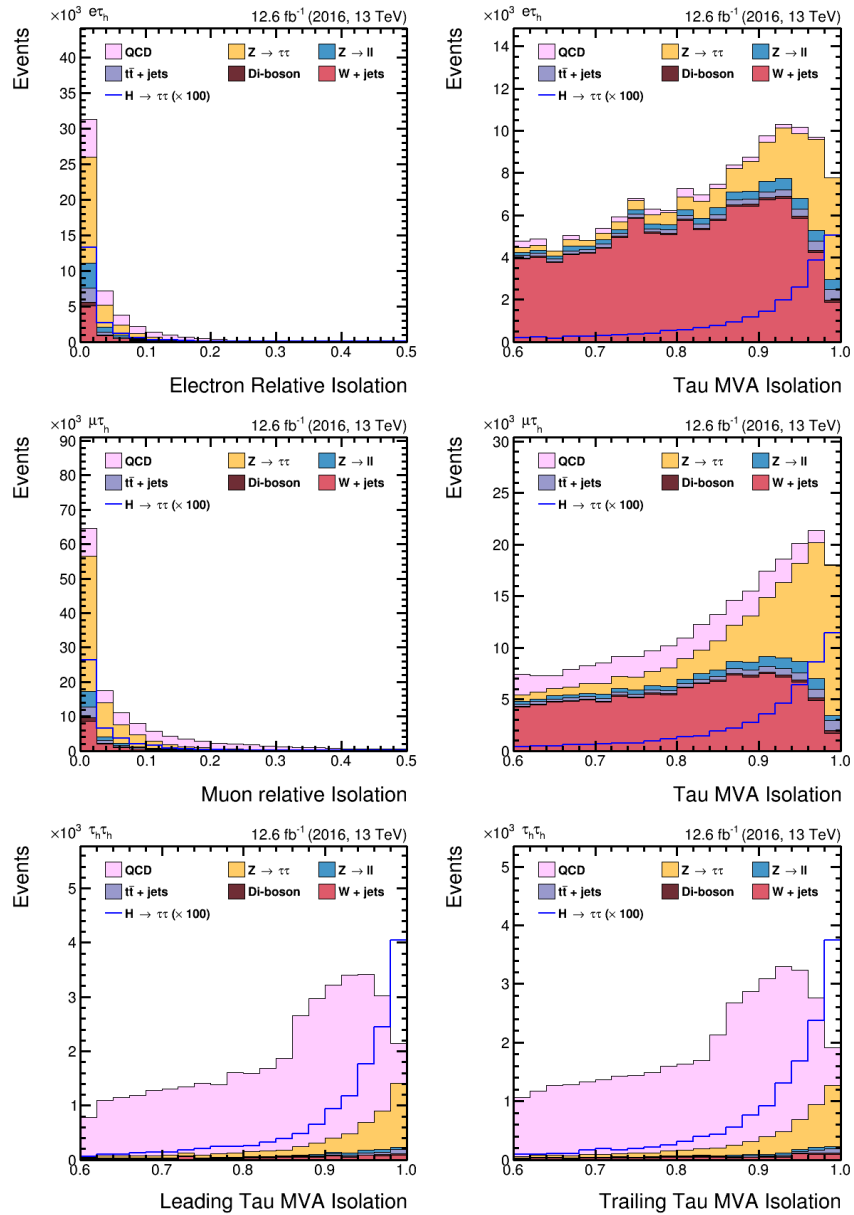 ×10³ eτh 12.6 fb⁻¹ (2016, 13 TeV)
Events
QCD Z → ττ Z → ll
tt̄ + jets Di-boson W + jets
H → ττ (× 100)
40
35
30
25
20
15
10
5
0
0.0 0.1 0.2 0.3 0.4 0.5
Electron Relative Isolation
×10³ eτh 12.6 fb⁻¹ (2016, 13 TeV)
Events
QCD Z → ττ Z → ll
tt̄ + jets Di-boson W + jets
H → ττ (× 100)
14
12
10
8
6
4
2
0
0.6 0.7 0.8 0.9 1.0
Tau MVA Isolation
×10³ μτh 12.6 fb⁻¹ (2016, 13 TeV)
Events
QCD Z → ττ Z → ll
tt̄ + jets Di-boson W + jets
H → ττ (× 100)
90
80
70
60
50
40
30
20
10
0
0.0 0.1 0.2 0.3 0.4 0.5
Muon relative Isolation
×10³ μτh 12.6 fb⁻¹ (2016, 13 TeV)
Events
QCD Z → ττ Z → ll
tt̄ + jets Di-boson W + jets
H → ττ (× 100)
30
25
20
15
10
5
0
0.6 0.7 0.8 0.9 1.0
Tau MVA Isolation
×10³ τhτh 12.6 fb⁻¹ (2016, 13 TeV)
Events
QCD Z → ττ Z → ll
tt̄ + jets Di-boson W + jets
H → ττ (× 100)
5
4
3
2
1
0
0.6 0.7 0.8 0.9 1.0
Leading Tau MVA Isolation
×10³ τhτh 12.6 fb⁻¹ (2016, 13 TeV)
Events
QCD Z → ττ Z → ll
tt̄ + jets Di-boson W + jets
H → ττ (× 100)
5
4
3
2
1
0
0.6 0.7 0.8 0.9 1.0
Trailing Tau MVA Isolation